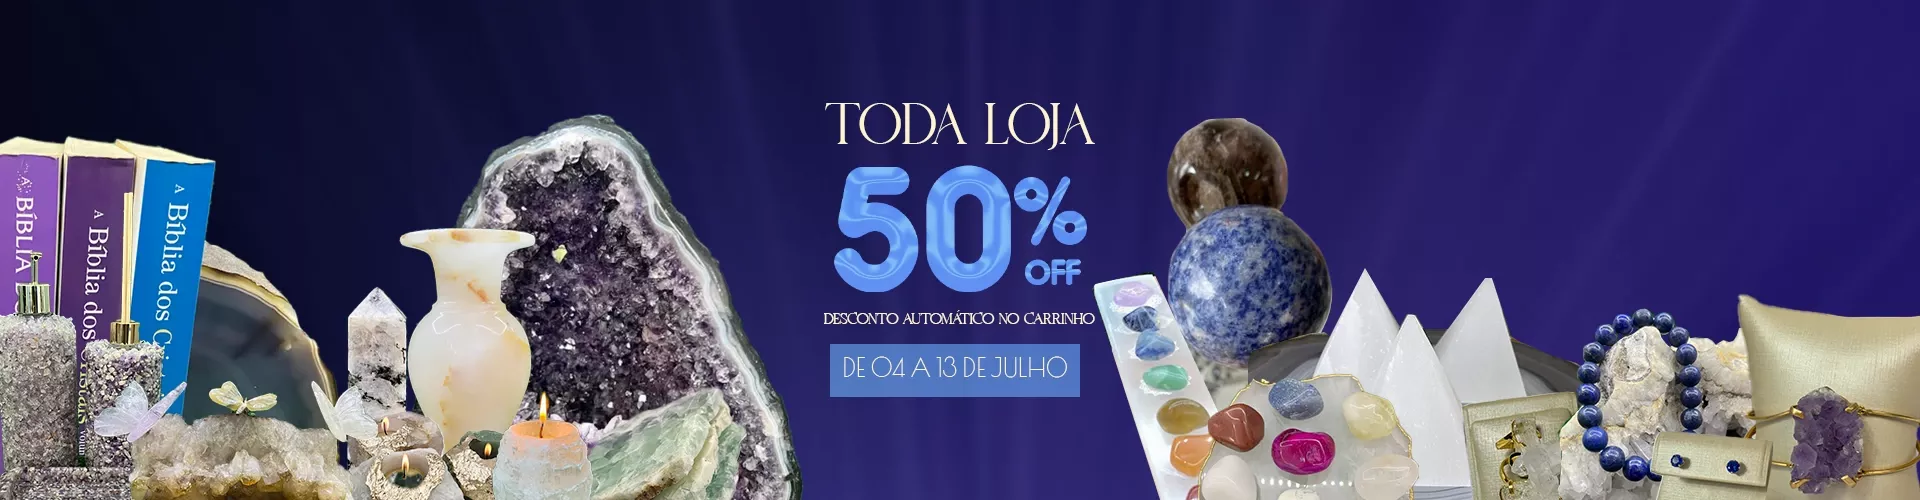 TODA LOJA
50%
OFF
DESCONTO AUTOMÁTICO NO CARRINHO
DE 04 A 13 DE JULHO
A BÍBLIA
A Bíblia dos
A Bíblia dos